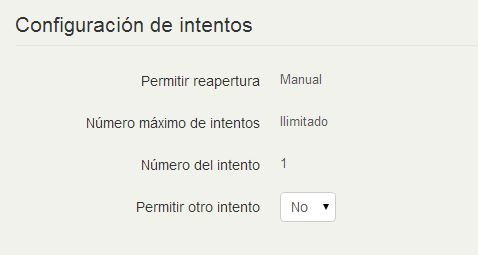 Configuración de intentos
Permitir reapertura Manual
Número máximo de intentos Ilimitado
Número del intento 1
Permitir otro intento No